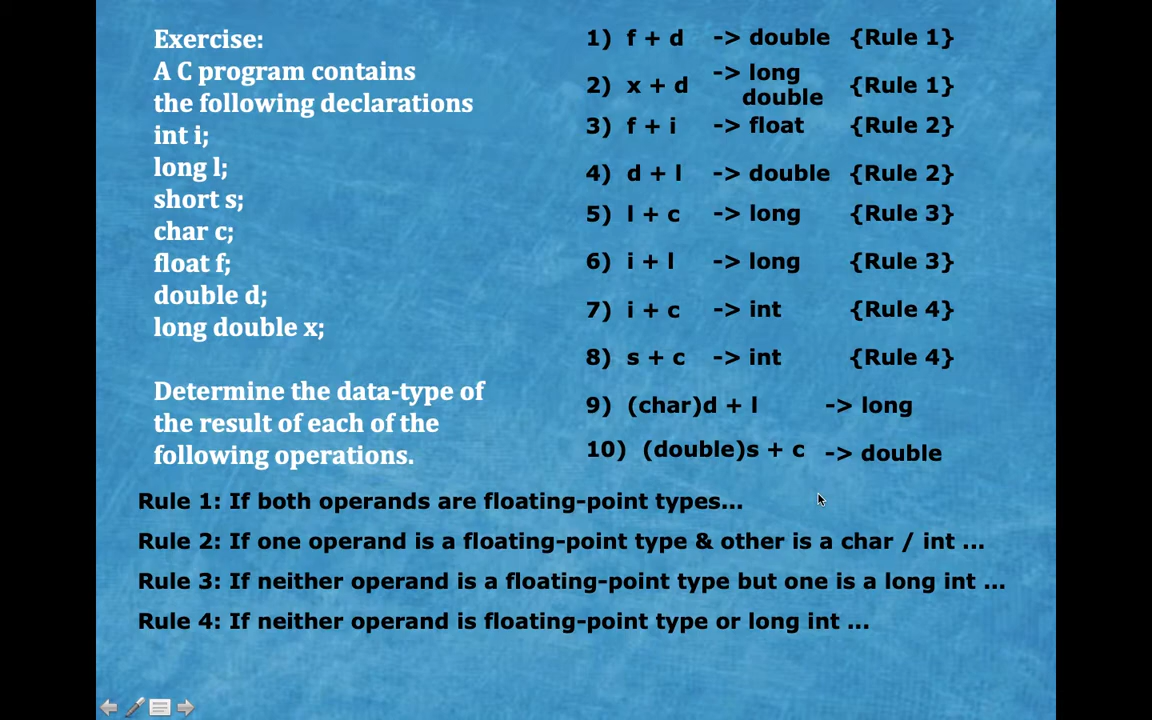 Exercise:
A C program contains
the following declarations
int i;
long l;
short s;
char c;
float f;
double d;
long double x;
Determine the data-type of
the result of each of the
following operations.
1) f + d -> double {Rule 1}
2) x + d -> long double {Rule 1}
3) f + i -> float {Rule 2}
4) d + l -> double {Rule 2}
5) l + c -> long {Rule 3}
6) i + l -> long {Rule 3}
7) i + c -> int {Rule 4}
8) s + c -> int {Rule 4}
9) (char)d + l -> long
10) (double)s + c -> double
Rule 1: If both operands are floating-point types...
Rule 2: If one operand is a floating-point type & other is a char / int ...
Rule 3: If neither operand is a floating-point type but one is a long int ...
Rule 4: If neither operand is floating-point type or long int ...